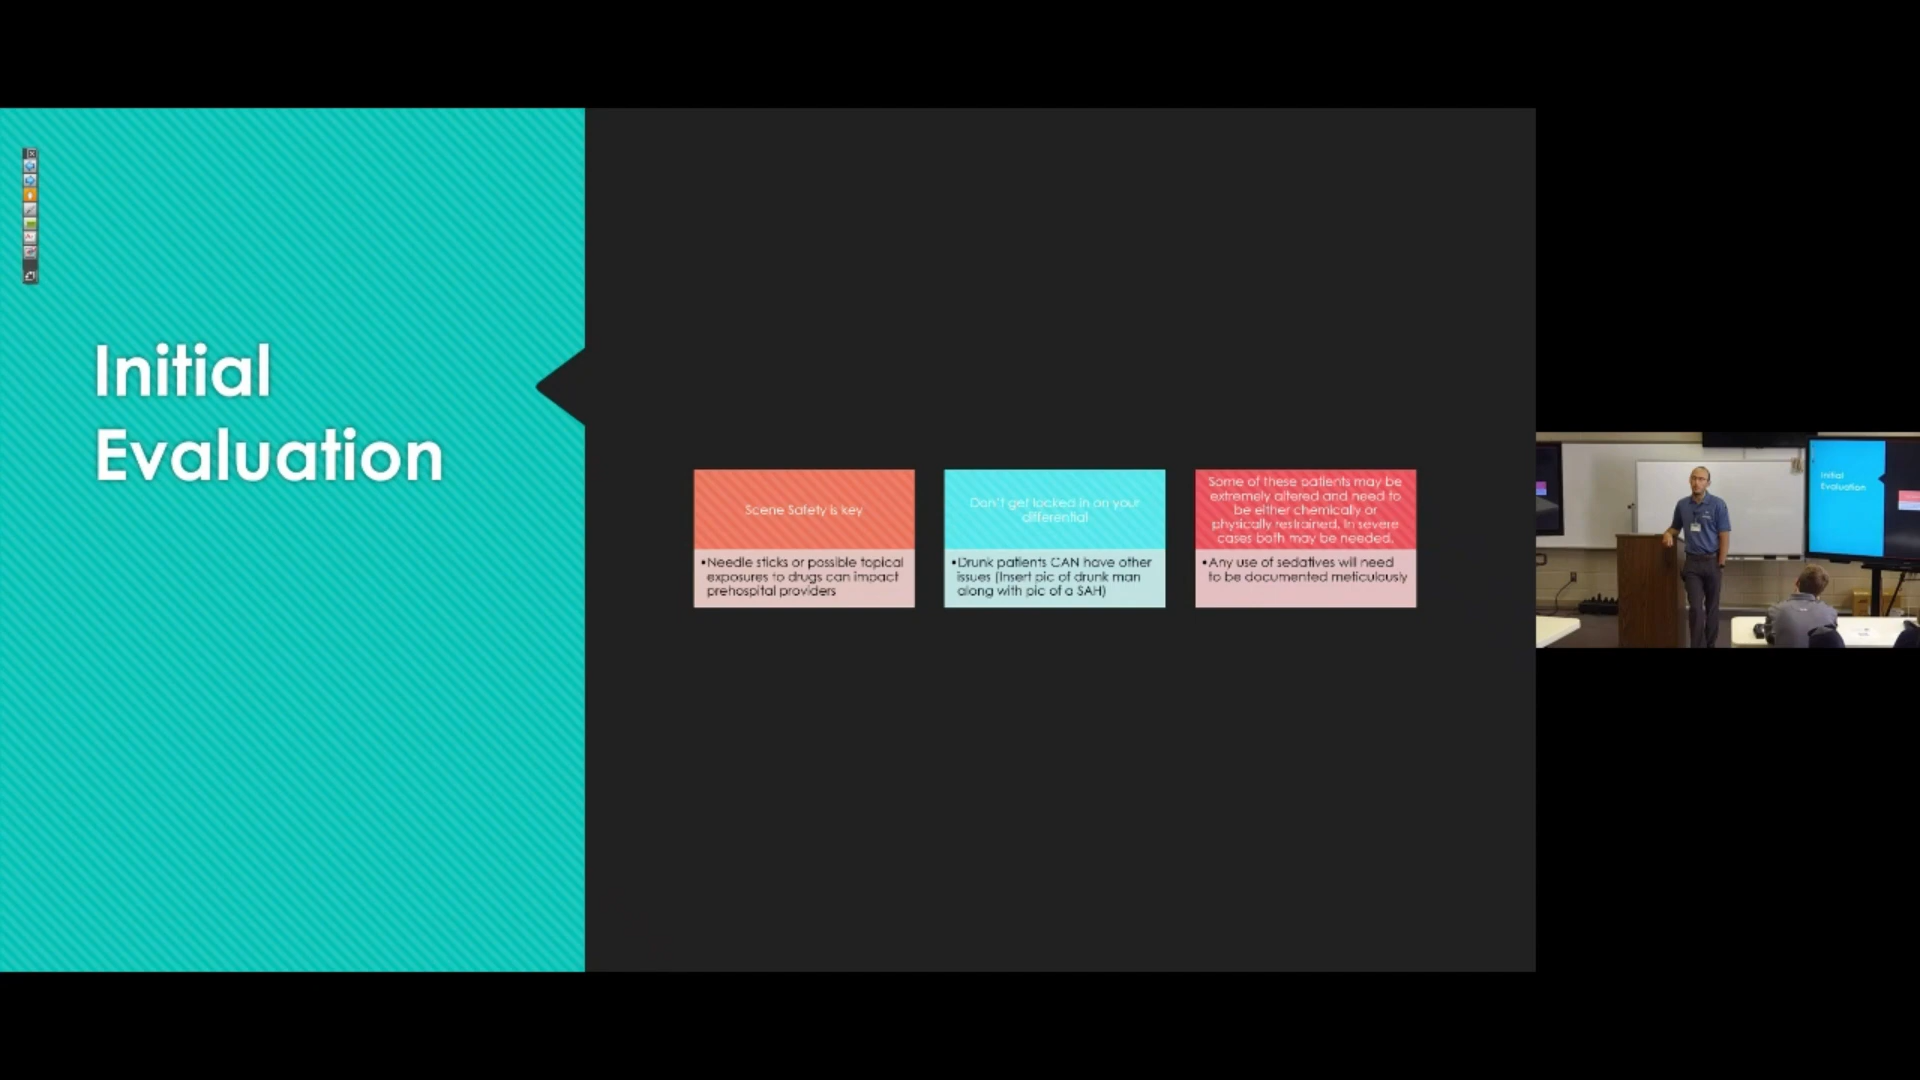 Initial
Evaluation
Scene Safety is key
•Needle sticks or possible topical
exposures to drugs can impact
prehospital providers
Don't get locked in on your
differential
•Drunk patients CAN have other
issues (Insert pic of drunk man
along with pic of a SAH)
Some of these patients may be
extremely altered and need to
be either chemically or
physically restrained. In severe
cases both may be needed.
•Any use of sedatives will need
to be documented meticulously
Initial
Evaluation